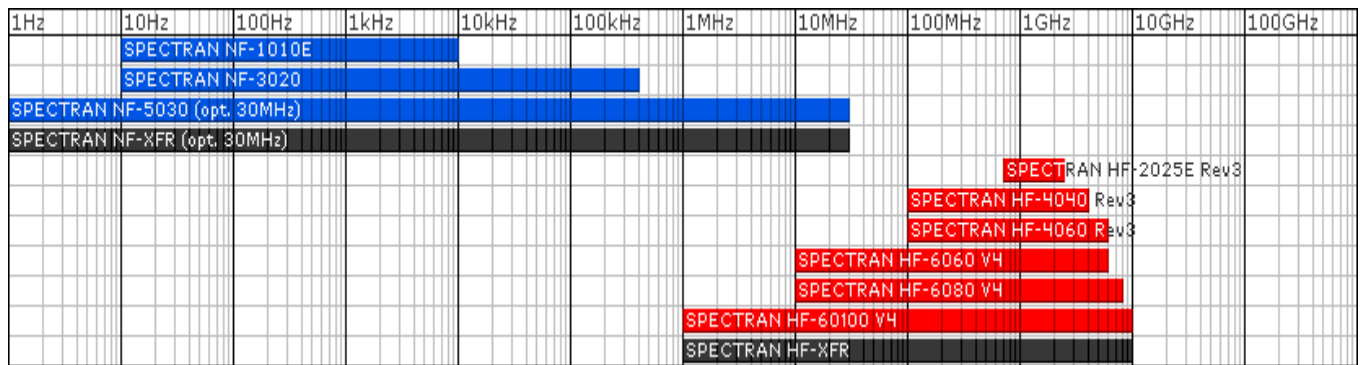 1Hz 10Hz 100Hz 1kHz 10kHz 100kHz 1MHz 10MHz 100MHz 1GHz 10GHz 100GHz
SPECTRAN NF-1010E
SPECTRAN NF-3020
SPECTRAN NF-5030 (opt. 30MHz)
SPECTRAN NF-XFR (opt. 30MHz)
SPECTRAN HF-2025E Rev3
SPECTRAN HF-4040 Rev3
SPECTRAN HF-4060 Rev3
SPECTRAN HF-6060 V4
SPECTRAN HF-6080 V4
SPECTRAN HF-60100 V4
SPECTRAN HF-XFR